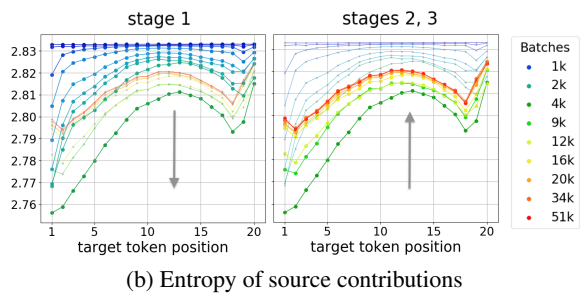 stage 1
stages 2, 3
2.83
2.82
2.81
2.80
2.79
2.78
2.77
2.76
1 5 10 15 20
1 5 10 15 20
target token position
target token position
Batches
1k
2k
4k
9k
12k
16k
20k
34k
51k
(b) Entropy of source contributions